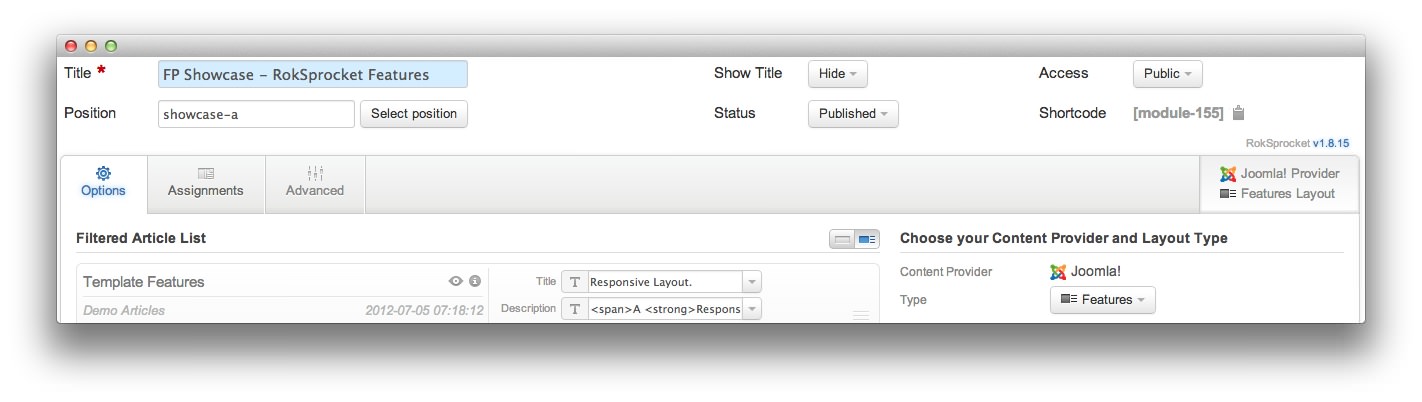 Title * FP Showcase – RokSprocket Features Show Title Hide Access Public
Position showcase-a Select position Status Published Shortcode [module-155]
RokSprocket v1.8.15
Options Assignments Advanced
Joomla! Provider
Features Layout
Filtered Article List
Template Features
Demo Articles 2012-07-05 07:18:12
Title T Responsive Layout.
Description T <span>A <strong>Respons
Choose your Content Provider and Layout Type
Content Provider Joomla!
Type Features